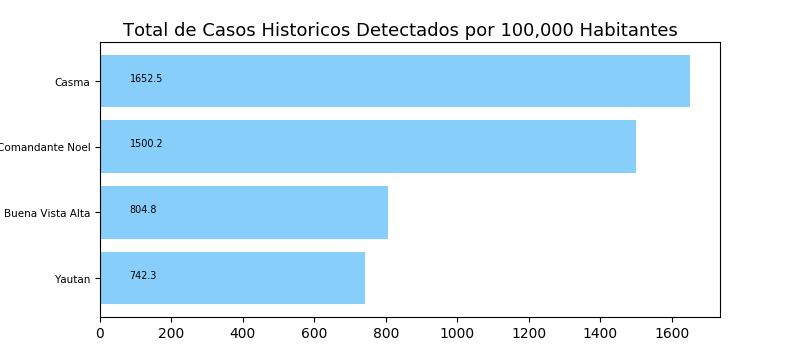 Total de Casos Historicos Detectados por 100,000 Habitantes
Casma 1652.5
Comandante Noel 1500.2
Buena Vista Alta 804.8
Yautan 742.3
0 200 400 600 800 1000 1200 1400 1600